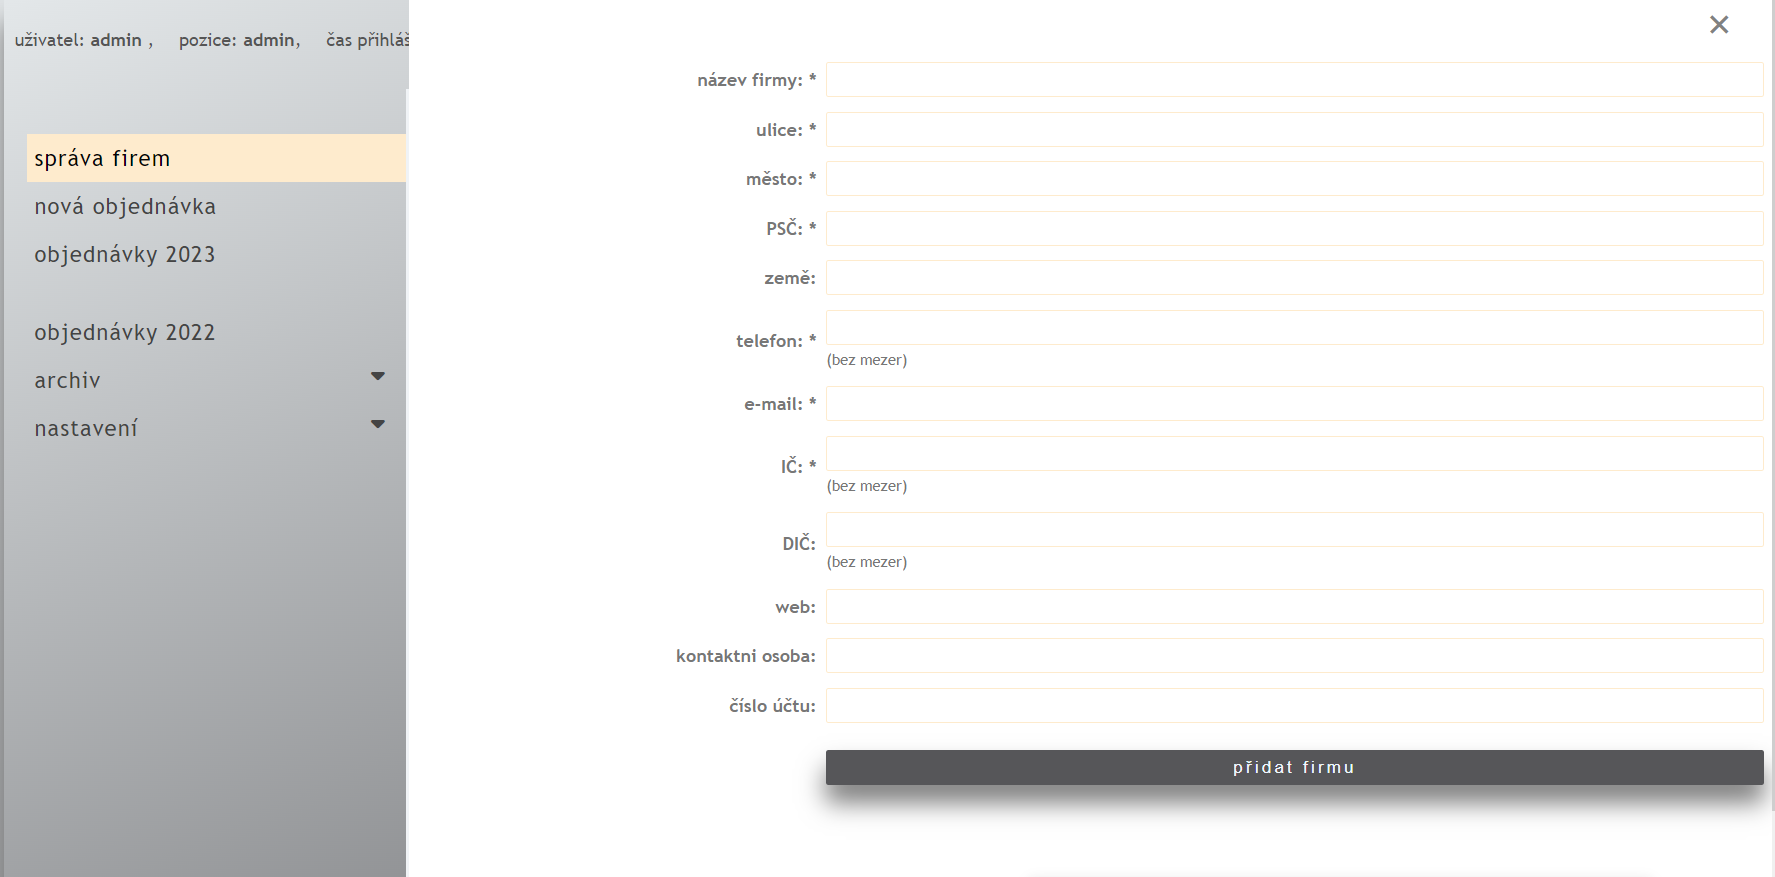 uživatel: admin , pozice: admin, čas přihláš
správa firem
nová objednávka
objednávky 2023
objednávky 2022
archiv
nastavení
název firmy: *
ulice: *
město: *
PSČ: *
země:
telefon: *
(bez mezer)
e-mail: *
IČ: *
(bez mezer)
DIČ:
(bez mezer)
web:
kontaktni osoba:
číslo účtu:
přidat firmu